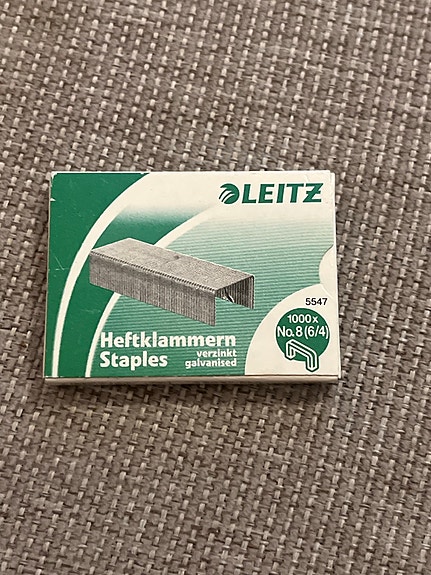 LEITZ
5547
1000x
No.8 (6/4)
Heftklammern
Staples
verzinkt
galvanised